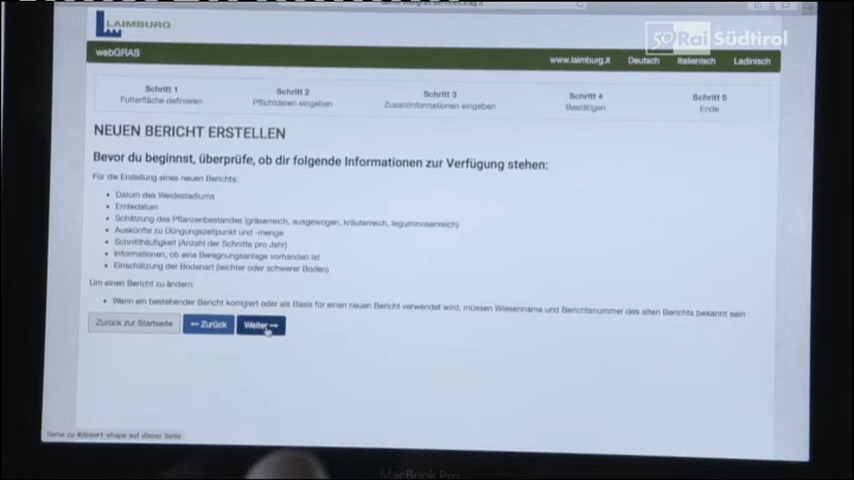 50 Rai Südtirol
LAIMBURG
webGRAS
www.laimburg.it Deutsch Italienisch Ladinisch
Schritt 1 Schritt 2 Schritt 3 Schritt 4 Schritt 5
Futterfläche definieren Pflichtdaten eingeben Zusatzinformationen eingeben Bestätigen Ende
NEUEN BERICHT ERSTELLEN
Bevor du beginnst, überprüfe, ob dir folgende Informationen zur Verfügung stehen:
Für die Erstellung eines neuen Berichts:
Datum des Weidestadiums
Erntedatum
Schätzung des Pflanzenbestandes (gräserreich, ausgewogen, kräuterreich, leguminosenreich)
Auskünfte zu Düngungszeitpunkt und -menge
Schnitthäufigkeit (Anzahl der Schnitte pro Jahr)
Informationen, ob eine Beregnungsanlage vorhanden ist
Einschätzung der Bodenart (leichter oder schwerer Boden)
Um einen Bericht zu ändern:
Wenn ein bestehender Bericht korrigiert oder als Basis für einen neuen Bericht verwendet wird, müssen Wiesenname und Berichtsnummer des alten Berichts bekannt sein
Zurück zur Startseite ← Zurück Weiter →
auf dieser Seite
MacBook Pro